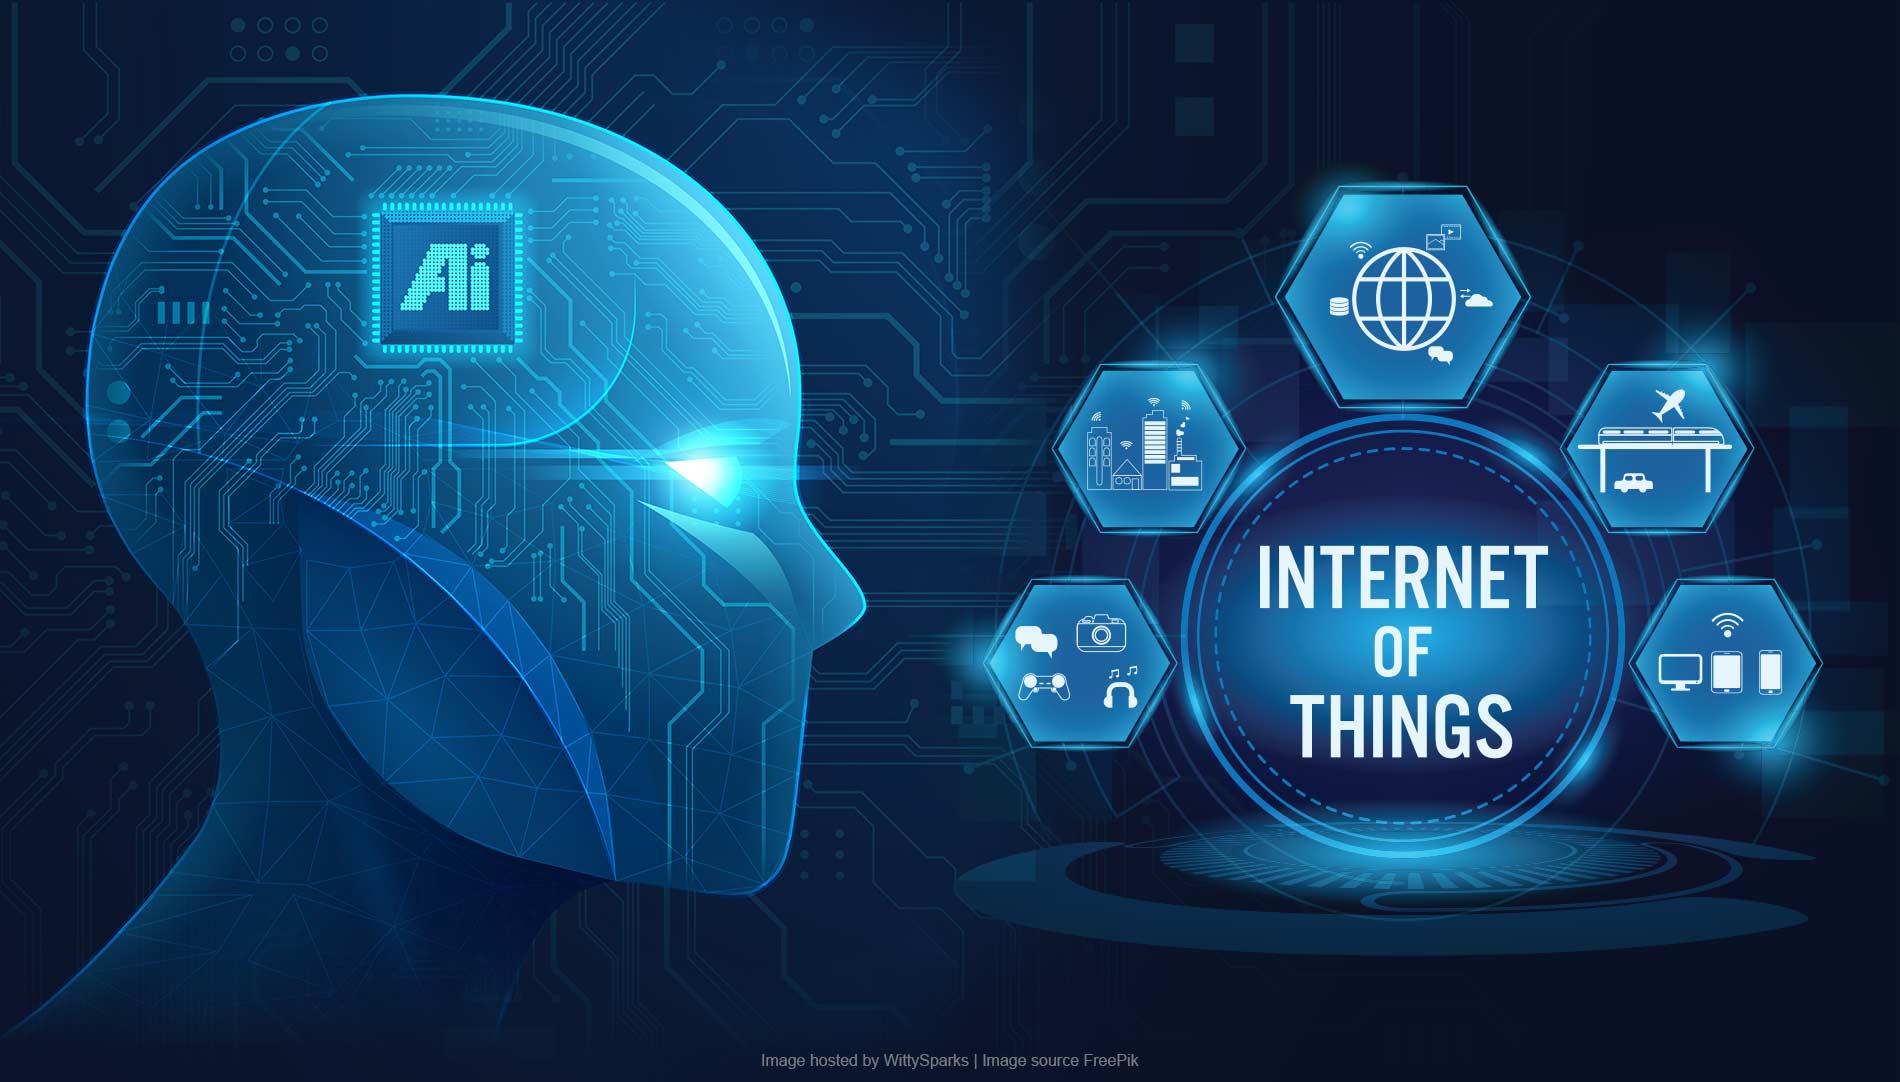 Ai
INTERNET
OF
THINGS
Image hosted by WittySparks | Image source FreePik